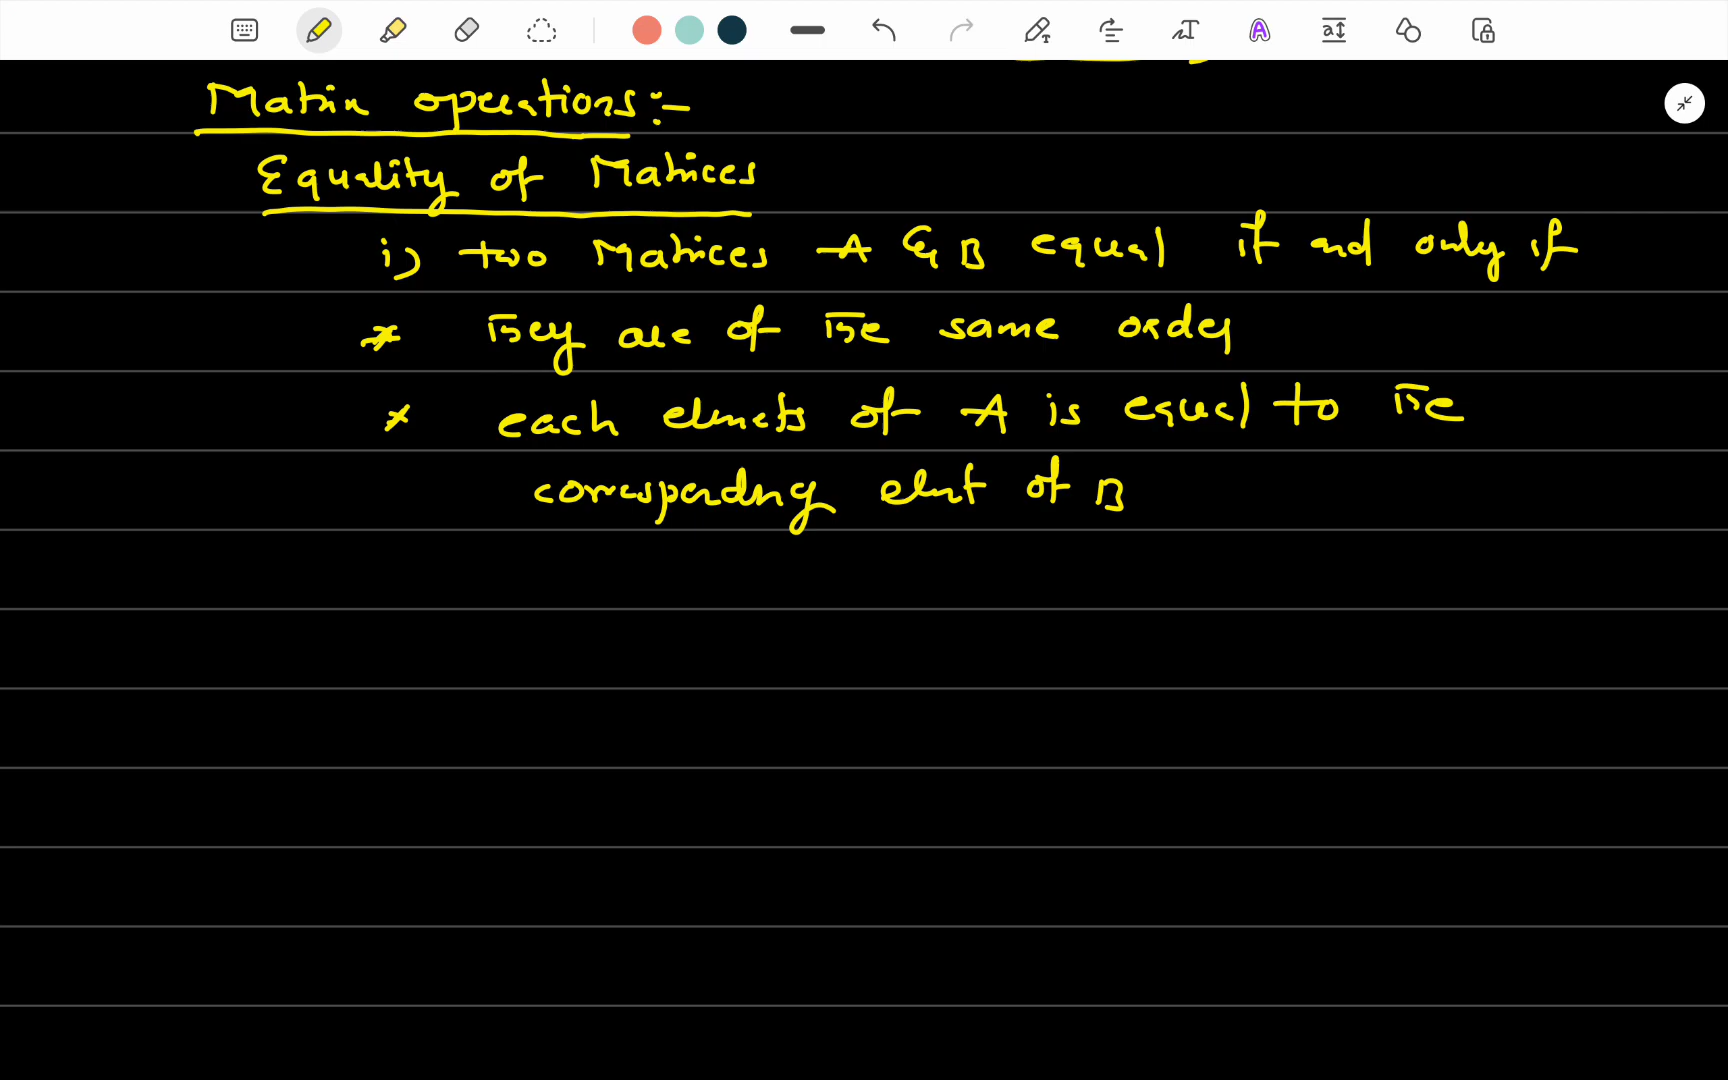 Matrix operations:-
Equality of Matrices
i) two Matrices A & B equal if and only if
* They are of the same order
* each elmets of A is equal to the
corresponding elmt of B